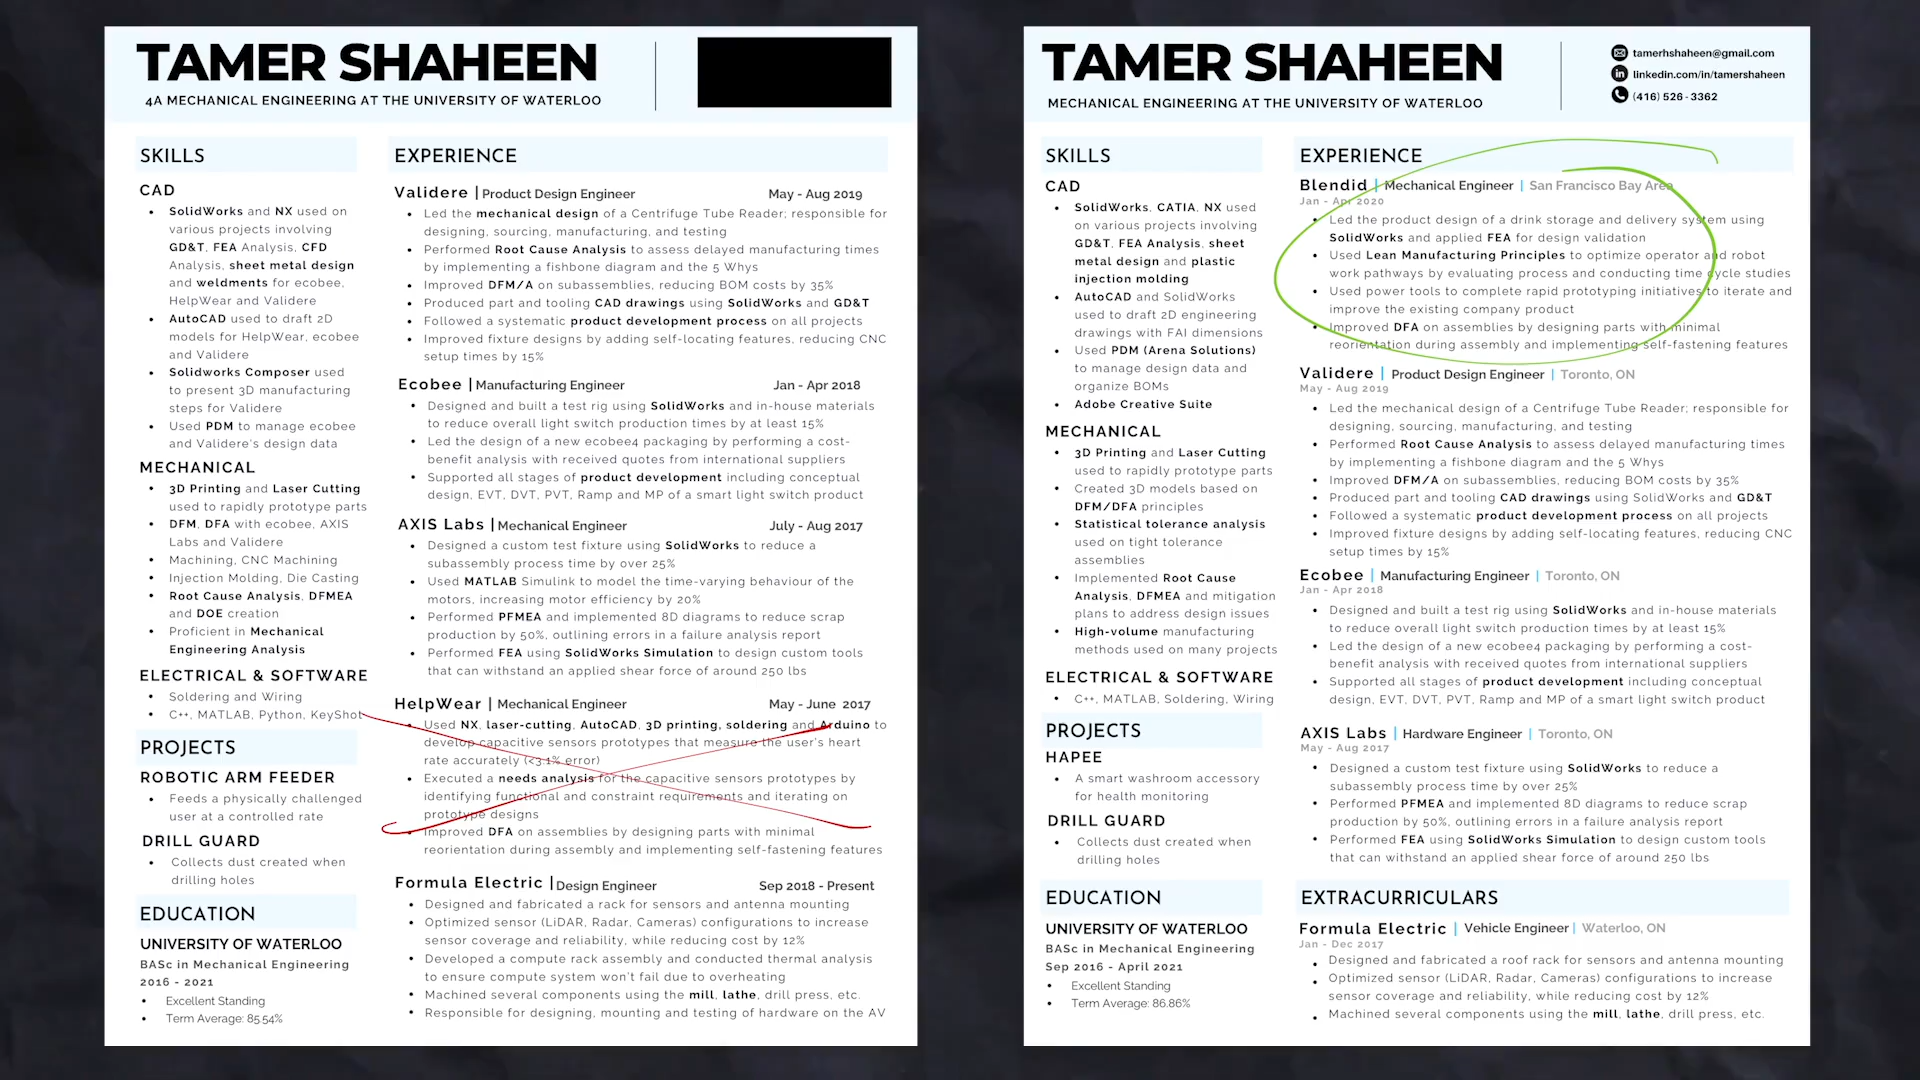 TAMER SHAHEEN
4A MECHANICAL ENGINEERING AT THE UNIVERSITY OF WATERLOO
SKILLS
CAD
• SolidWorks and NX used on
various projects involving
GD&T, FEA Analysis, CFD
Analysis, sheet metal design
and weldments for ecobee,
HelpWear and Validere
• AutoCAD used to draft 2D
models for HelpWear, ecobee
and Validere
• Solidworks Composer used
to present 3D manufacturing
steps for Validere
• Used PDM to manage ecobee
and Validere's design data
MECHANICAL
• 3D Printing and Laser Cutting
used to rapidly prototype parts
• DFM, DFA with ecobee, AXIS
Labs and Validere
• Machining, CNC Machining
• Injection Molding, Die Casting
• Root Cause Analysis, DFMEA
and DOE creation
• Proficient in Mechanical
Engineering Analysis
ELECTRICAL & SOFTWARE
• Soldering and Wiring
• C++, MATLAB, Python, KeyShot
PROJECTS
ROBOTIC ARM FEEDER
• Feeds a physically challenged
user at a controlled rate
DRILL GUARD
• Collects dust created when
drilling holes
EDUCATION
UNIVERSITY OF WATERLOO
BASc in Mechanical Engineering
2016 - 2021
• Excellent Standing
• Term Average: 85.54%
EXPERIENCE
Validere | Product Design Engineer May - Aug 2019
• Led the mechanical design of a Centrifuge Tube Reader; responsible for
designing, sourcing, manufacturing, and testing
• Performed Root Cause Analysis to assess delayed manufacturing times
by implementing a fishbone diagram and the 5 Whys
• Improved DFM/A on subassemblies, reducing BOM costs by 35%
• Produced part and tooling CAD drawings using SolidWorks and GD&T
• Followed a systematic product development process on all projects
• Improved fixture designs by adding self-locating features, reducing CNC
setup times by 15%
Ecobee | Manufacturing Engineer Jan - Apr 2018
• Designed and built a test rig using SolidWorks and in-house materials
to reduce overall light switch production times by at least 15%
• Led the design of a new ecobee4 packaging by performing a cost-
benefit analysis with received quotes from international suppliers
• Supported all stages of product development including conceptual
design, EVT, DVT, PVT, Ramp and MP of a smart light switch product
AXIS Labs | Mechanical Engineer July - Aug 2017
• Designed a custom test fixture using SolidWorks to reduce a
subassembly process time by over 25%
• Used MATLAB Simulink to model the time-varying behaviour of the
motors, increasing motor efficiency by 20%
• Performed PFMEA and implemented 8D diagrams to reduce scrap
production by 50%, outlining errors in a failure analysis report
• Performed FEA using SolidWorks Simulation to design custom tools
that can withstand an applied shear force of around 250 lbs
HelpWear | Mechanical Engineer May - June 2017
• Used NX, laser-cutting, AutoCAD, 3D printing, soldering and Arduino to
develop capacitive sensors prototypes that measure the user's heart
rate accurately (<3.1% error)
• Executed a needs analysis for the capacitive sensors prototypes by
identifying functional and constraint requirements and iterating on
prototype designs
• Improved DFA on assemblies by designing parts with minimal
reorientation during assembly and implementing self-fastening features
Formula Electric | Design Engineer Sep 2018 - Present
• Designed and fabricated a rack for sensors and antenna mounting
• Optimized sensor (LiDAR, Radar, Cameras) configurations to increase
sensor coverage and reliability, while reducing cost by 12%
• Developed a compute rack assembly and conducted thermal analysis
to ensure compute system won't fail due to overheating
• Machined several components using the mill, lathe, drill press, etc.
• Responsible for designing, mounting and testing of hardware on the AV
TAMER SHAHEEN
MECHANICAL ENGINEERING AT THE UNIVERSITY OF WATERLOO
tamerhshaheen@gmail.com
linkedin.com/in/tamershaheen
(416) 526-3362
SKILLS
CAD
• SolidWorks, CATIA, NX used
on various projects involving
GD&T, FEA Analysis, sheet
metal design and plastic
injection molding
• AutoCAD and SolidWorks
used to draft 2D engineering
drawings with FAI dimensions
• Used PDM (Arena Solutions)
to manage design data and
organize BOMs
• Adobe Creative Suite
MECHANICAL
• 3D Printing and Laser Cutting
used to rapidly prototype parts
• Created 3D models based on
DFM/DFA principles
• Statistical tolerance analysis
used on tight tolerance
assemblies
• Implemented Root Cause
Analysis, DFMEA and mitigation
plans to address design issues
• High-volume manufacturing
methods used on many projects
ELECTRICAL & SOFTWARE
• C++, MATLAB, Soldering, Wiring
PROJECTS
HAPEE
• A smart washroom accessory
for health monitoring
DRILL GUARD
• Collects dust created when
drilling holes
EDUCATION
UNIVERSITY OF WATERLOO
BASc in Mechanical Engineering
Sep 2016 - April 2021
• Excellent Standing
• Term Average: 86.86%
EXPERIENCE
Blendid | Mechanical Engineer | San Francisco Bay Area
Jan - Apr 2020
• Led the product design of a drink storage and delivery system using
SolidWorks and applied FEA for design validation
• Used Lean Manufacturing Principles to optimize operator and robot
work pathways by evaluating process and conducting time cycle studies
• Used power tools to complete rapid prototyping initiatives to iterate and
improve the existing company product
• Improved DFA on assemblies by designing parts with minimal
reorientation during assembly and implementing self-fastening features
Validere | Product Design Engineer | Toronto, ON
May - Aug 2019
• Led the mechanical design of a Centrifuge Tube Reader; responsible for
designing, sourcing, manufacturing, and testing
• Performed Root Cause Analysis to assess delayed manufacturing times
by implementing a fishbone diagram and the 5 Whys
• Improved DFM/A on subassemblies, reducing BOM costs by 35%
• Produced part and tooling CAD drawings using SolidWorks and GD&T
• Followed a systematic product development process on all projects
• Improved fixture designs by adding self-locating features, reducing CNC
setup times by 15%
Ecobee | Manufacturing Engineer | Toronto, ON
Jan - Apr 2018
• Designed and built a test rig using SolidWorks and in-house materials
to reduce overall light switch production times by at least 15%
• Led the design of a new ecobee4 packaging by performing a cost-
benefit analysis with received quotes from international suppliers
• Supported all stages of product development including conceptual
design, EVT, DVT, PVT, Ramp and MP of a smart light switch product
AXIS Labs | Hardware Engineer | Toronto, ON
May - Aug 2017
• Designed a custom test fixture using SolidWorks to reduce a
subassembly process time by over 25%
• Performed PFMEA and implemented 8D diagrams to reduce scrap
production by 50%, outlining errors in a failure analysis report
• Performed FEA using SolidWorks Simulation to design custom tools
that can withstand an applied shear force of around 250 lbs
EXTRACURRICULARS
Formula Electric | Vehicle Engineer | Waterloo, ON
Jan - Dec 2017
• Designed and fabricated a roof rack for sensors and antenna mounting
• Optimized sensor (LiDAR, Radar, Cameras) configurations to increase
sensor coverage and reliability, while reducing cost by 12%
• Machined several components using the mill, lathe, drill press, etc.